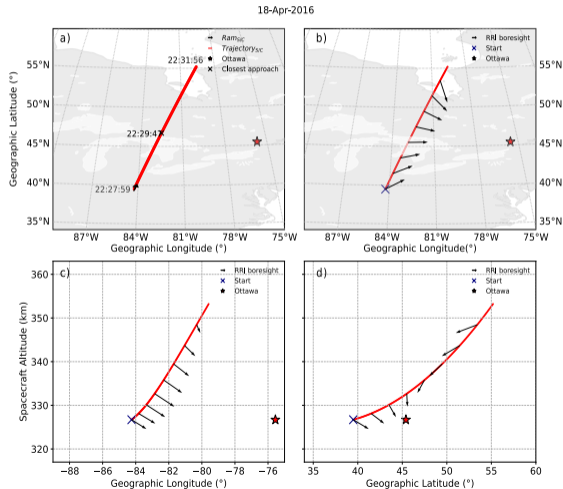 18-Apr-2016
a)
Ram_S/C
Trajectory_S/C
Ottawa
Closest approach
22:31:56
22:29:47
22:27:59
55°N
50°N
45°N
40°N
35°N
87°W 84°W 81°W 78°W 75°W
Geographic Latitude (°)
Geographic Longitude (°)
b)
RRI boresight
Start
Ottawa
55°N
50°N
45°N
40°N
35°N
87°W 84°W 81°W 78°W 75°W
Geographic Longitude(°)
c)
RRI boresight
Start
Ottawa
360
350
340
330
320
−88 −86 −84 −82 −80 −78 −76
Spacecraft Altitude (km)
Geographic Longitude (°)
d)
RRI boresight
Start
Ottawa
35 40 45 50 55 60
Geographic Latitude (°)